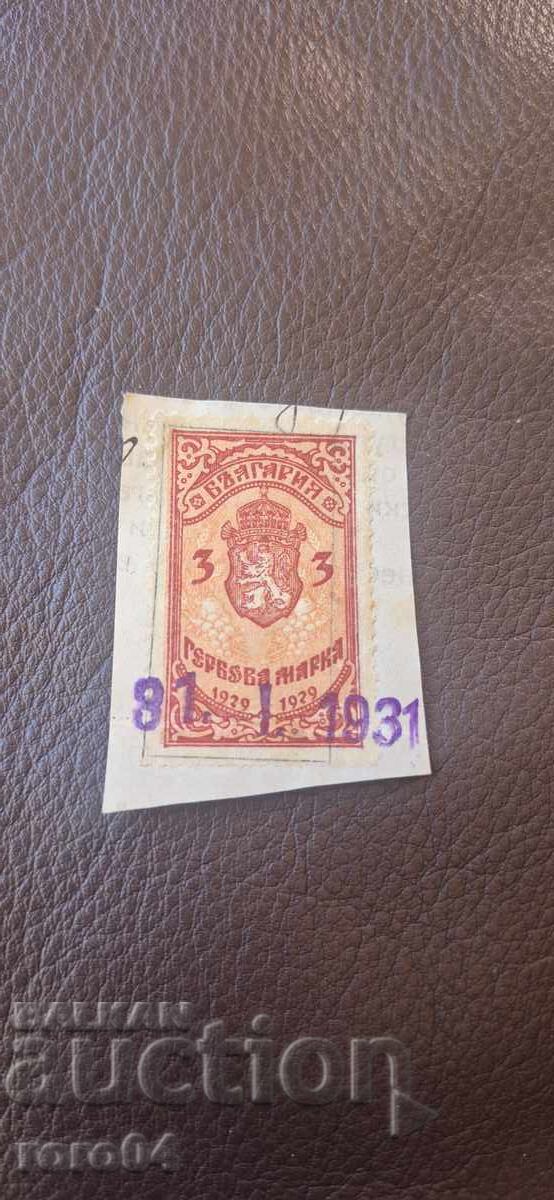 БЪЛГАРИЯ
3 3
ГЕРБОВА МАРКА
1929 1929
31. I. 1931
BALKAN
auction
roro04